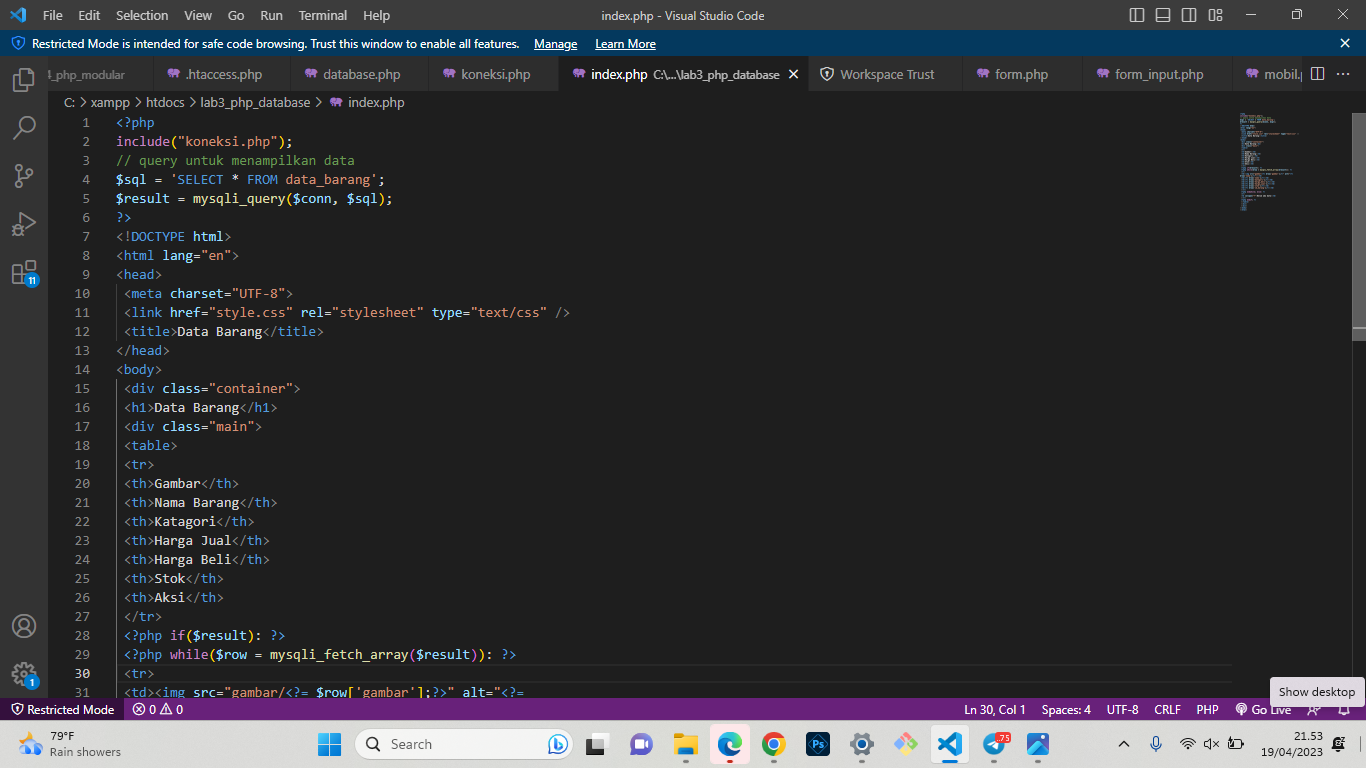 File Edit Selection View Go Run Terminal Help index.php - Visual Studio Code
Restricted Mode is intended for safe code browsing. Trust this window to enable all features. Manage Learn More
4_php_modular .htaccess.php database.php koneksi.php index.php C:\...\lab3_php_database Workspace Trust form.php form_input.php mobil.
C: > xampp > htdocs > lab3_php_database > index.php
1 <?php
2 include("koneksi.php");
3 // query untuk menampilkan data
4 $sql = 'SELECT * FROM data_barang';
5 $result = mysqli_query($conn, $sql);
6 ?>
7 <!DOCTYPE html>
8 <html lang="en">
9 <head>
10 <meta charset="UTF-8">
11 <link href="style.css" rel="stylesheet" type="text/css" />
12 <title>Data Barang</title>
13 </head>
14 <body>
15 <div class="container">
16 <h1>Data Barang</h1>
17 <div class="main">
18 <table>
19 <tr>
20 <th>Gambar</th>
21 <th>Nama Barang</th>
22 <th>Katagori</th>
23 <th>Harga Jual</th>
24 <th>Harga Beli</th>
25 <th>Stok</th>
26 <th>Aksi</th>
27 </tr>
28 <?php if($result): ?>
29 <?php while($row = mysqli_fetch_array($result)): ?>
30 <tr>
31 <td><img src="gambar/<?= $row['gambar'];?>" alt="<?=
11
1
Show desktop
Restricted Mode 0 0 Ln 30, Col 1 Spaces: 4 UTF-8 CRLF PHP Go Live
79°F
Rain showers
Search
Ps
75
21.53
19/04/2023